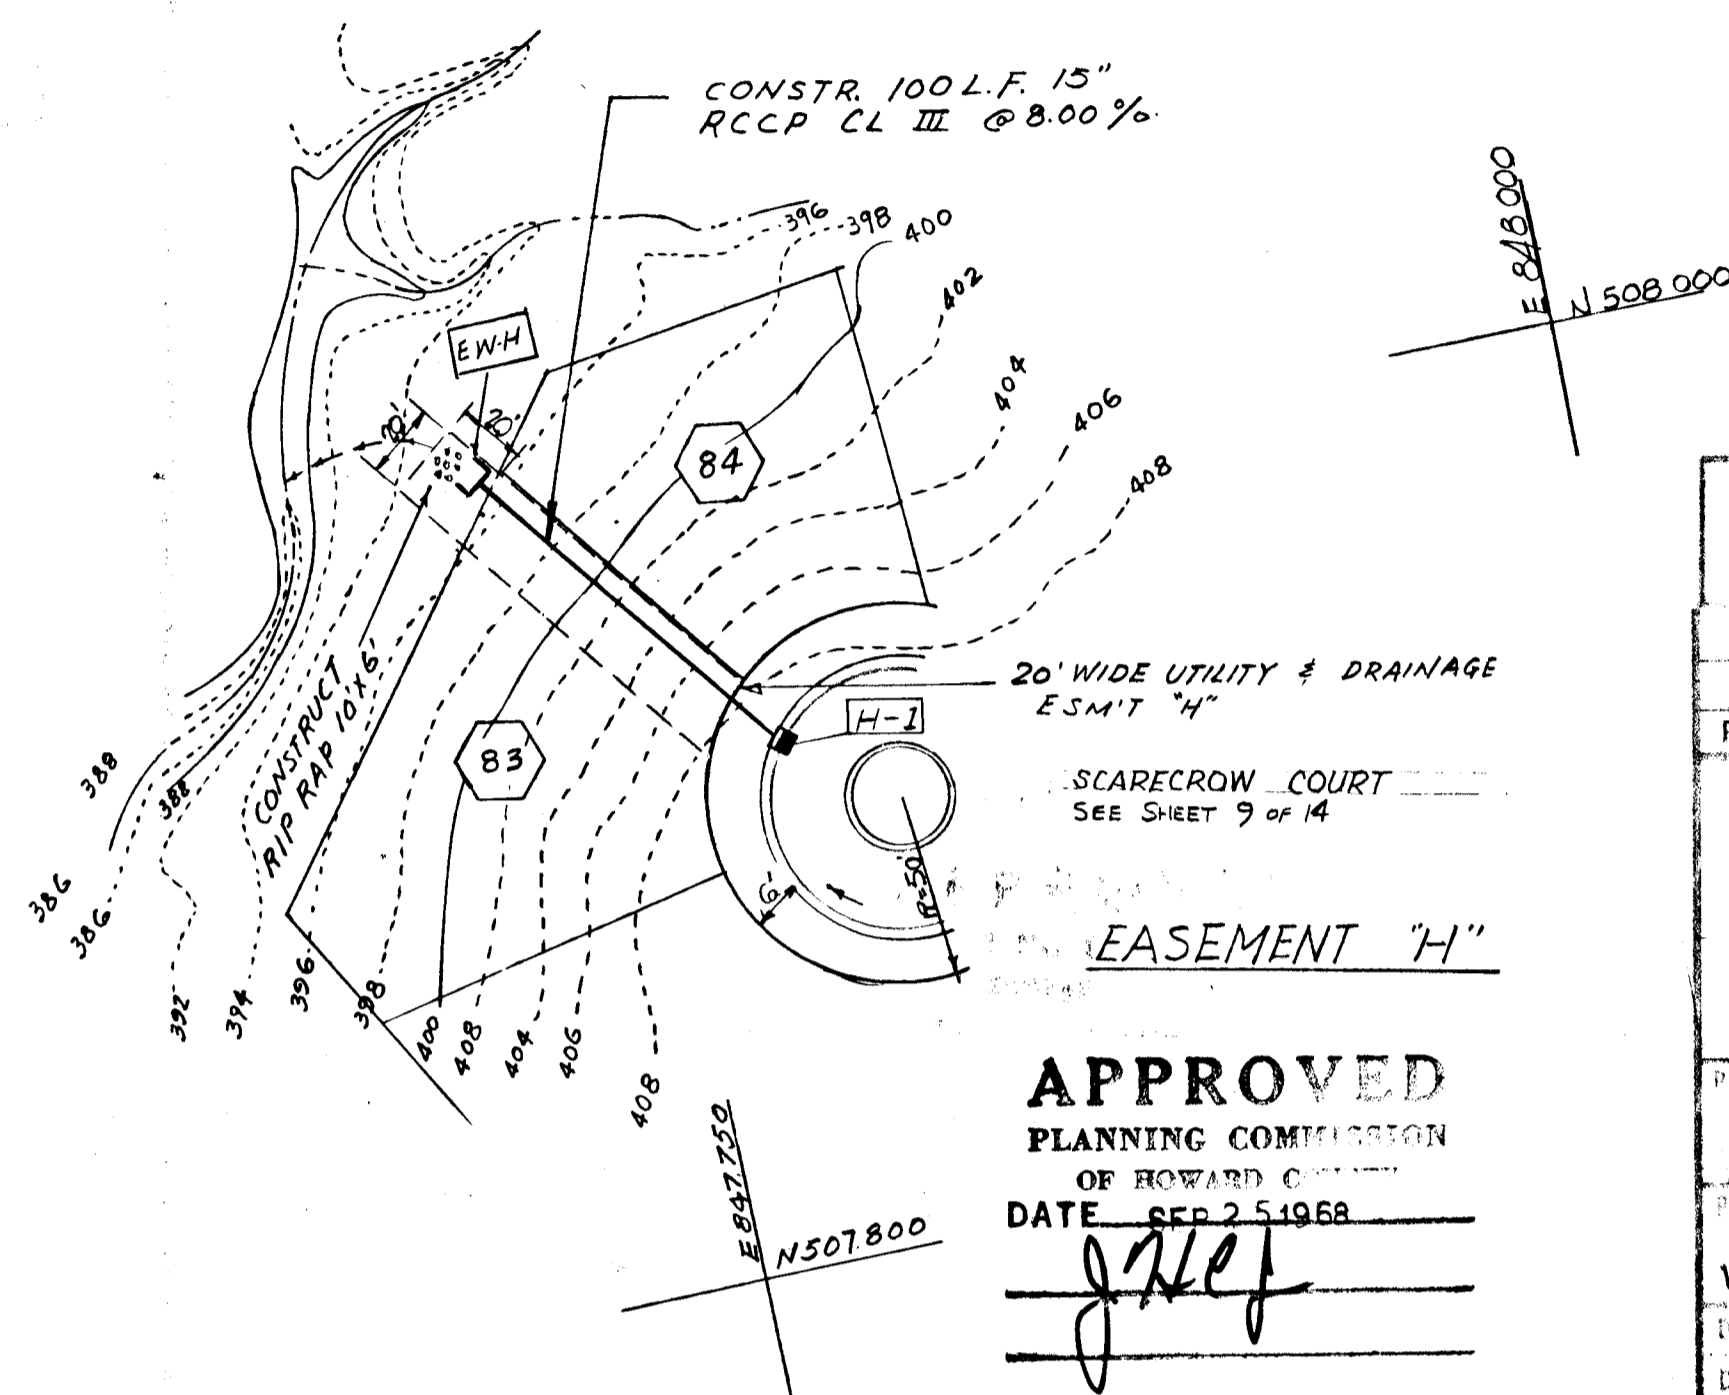 CONSTR. 100 L.F. 15"
RCCP CL III @ 8.00 %.
E 848 000
N 508 000
396
398
400
402
404
406
408
EW-H
20'
20'
84
CONSTRUCT
RIP RAP 10'x 6'
20' WIDE UTILITY & DRAINAGE
ESM'T "H"
H-1
83
SCARECROW COURT
SEE SHEET 9 OF 14
R=50'
6'
EASEMENT "H"
388
388
386
386
392
394
396
398
400
408
404
406
408
APPROVED
PLANNING COMMISSION
OF HOWARD
DATE SEP 25 1968
E 847.750
N 507.800